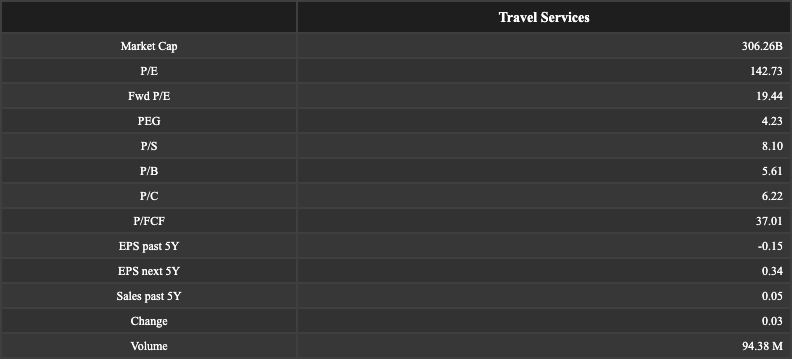 Travel Services
Market Cap 306.26B
P/E 142.73
Fwd P/E 19.44
PEG 4.23
P/S 8.10
P/B 5.61
P/C 6.22
P/FCF 37.01
EPS past 5Y -0.15
EPS next 5Y 0.34
Sales past 5Y 0.05
Change 0.03
Volume 94.38 M